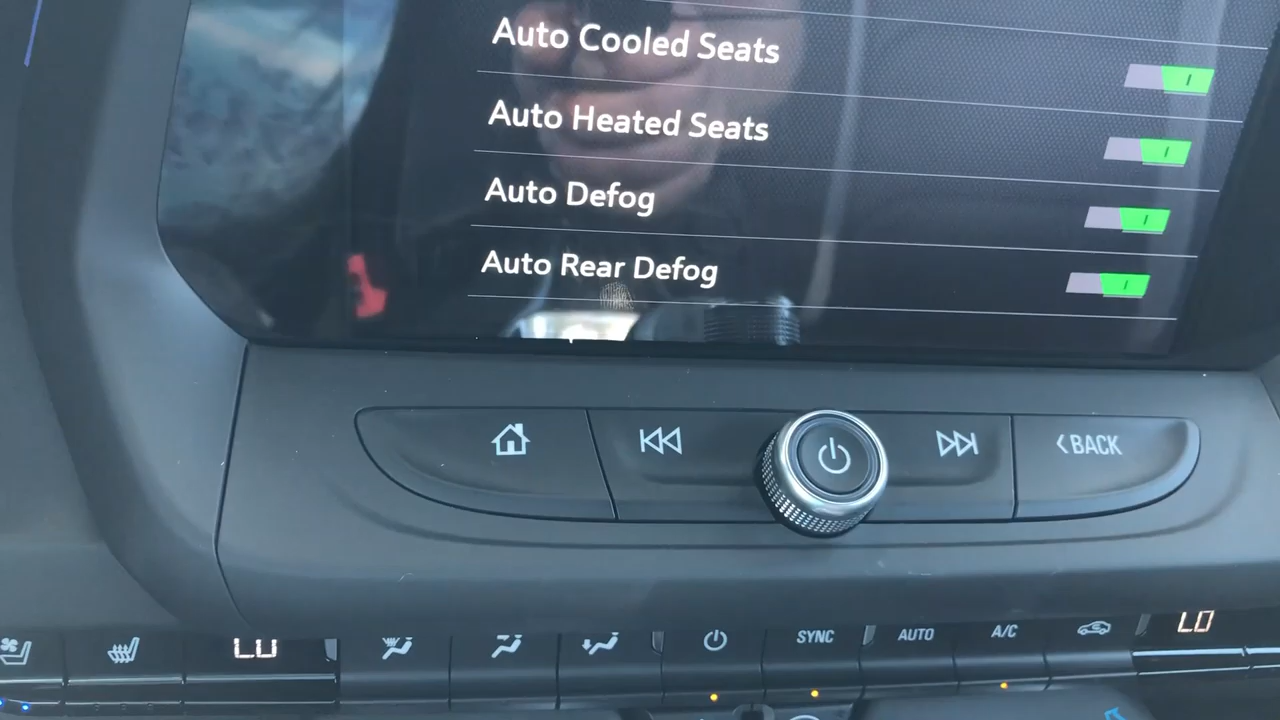 Auto Cooled Seats
Auto Heated Seats
Auto Defog
Auto Rear Defog
BACK
LO
SYNC
AUTO
A/C
LO